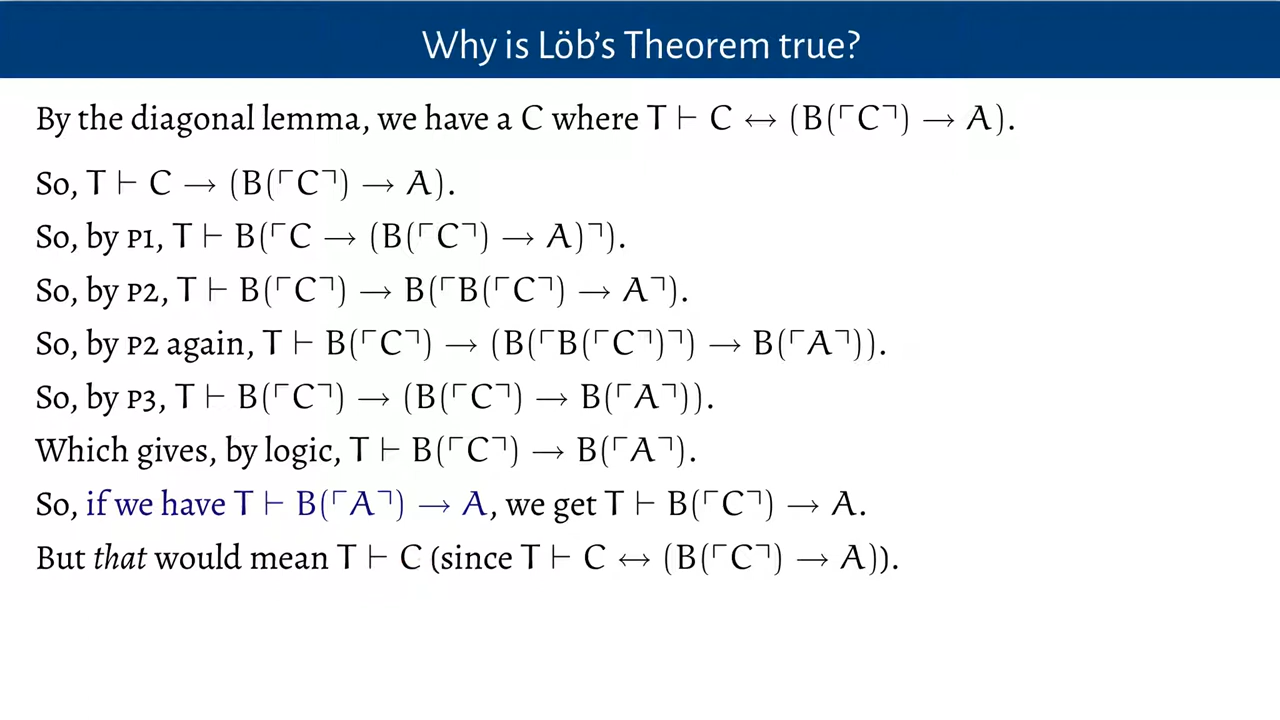 Why is Löb’s Theorem true?
By the diagonal lemma, we have a C where T ⊢ C ↔ (B(⌜C⌝) → A).
So, T ⊢ C → (B(⌜C⌝) → A).
So, by P1, T ⊢ B(⌜C → (B(⌜C⌝) → A)⌝).
So, by P2, T ⊢ B(⌜C⌝) → B(⌜B(⌜C⌝) → A⌝).
So, by P2 again, T ⊢ B(⌜C⌝) → (B(⌜B(⌜C⌝)⌝) → B(⌜A⌝)).
So, by P3, T ⊢ B(⌜C⌝) → (B(⌜C⌝) → B(⌜A⌝)).
Which gives, by logic, T ⊢ B(⌜C⌝) → B(⌜A⌝).
So, if we have T ⊢ B(⌜A⌝) → A, we get T ⊢ B(⌜C⌝) → A.
But that would mean T ⊢ C (since T ⊢ C ↔ (B(⌜C⌝) → A)).